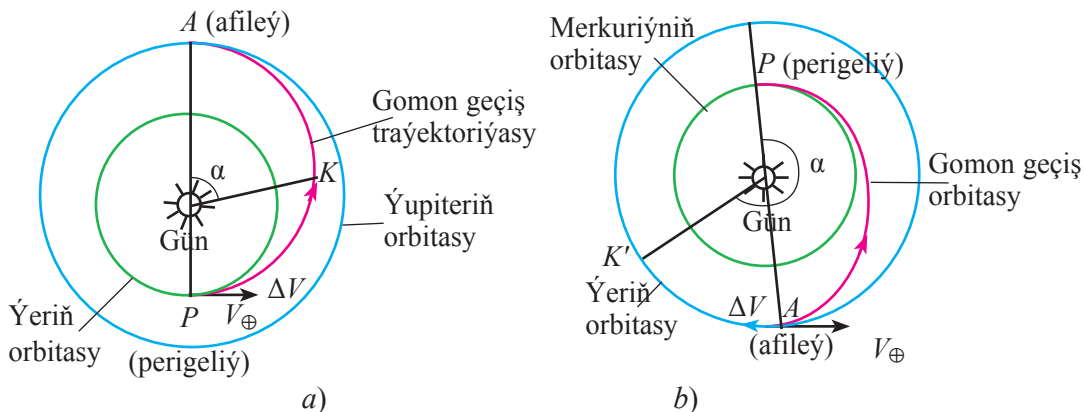 A (afileý)
Gomon geçiş
traýektoriýasy
α
K
Gün
Ýupiteriň
orbitasy
ΔV
Ýeriň
orbitasy
P
V⊕
(perigeliý)
a)
Merkuriýniň
orbitasy
P (perigeliý)
α
Gomon geçiş
orbitasy
Gün
K'
Ýeriň
orbitasy
ΔV
A
(afileý)
V⊕
b)